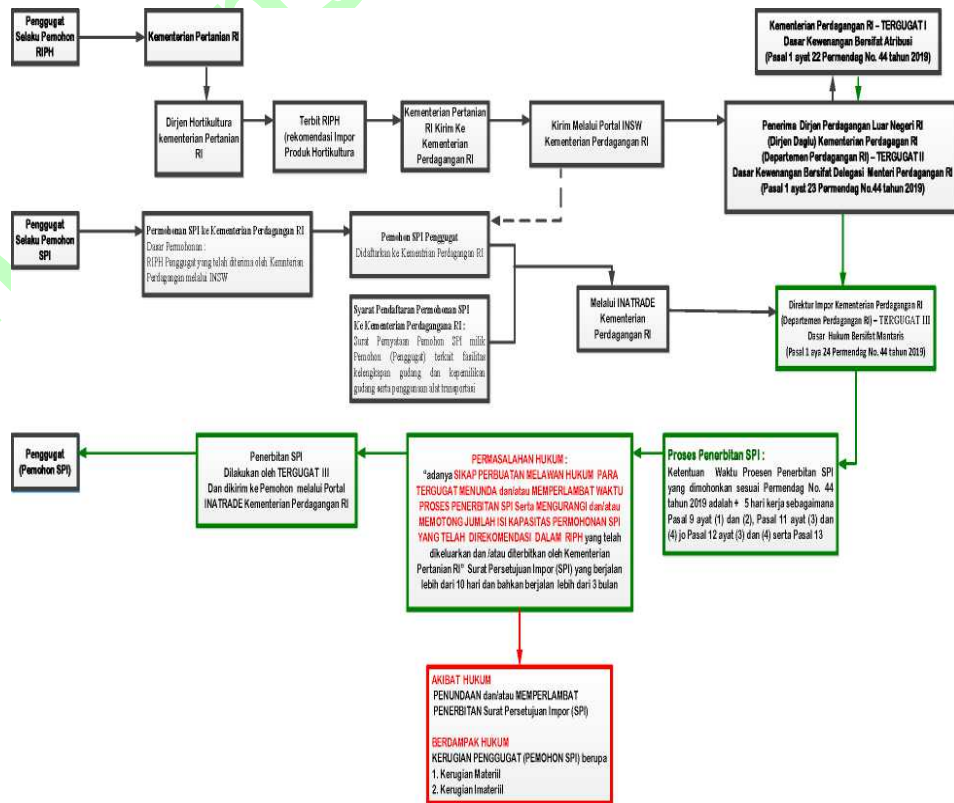 Penggugat
Selaku Pemohon
RIPH
Kementerian Pertanian RI
Kementerian Perdagangan RI – TERGUGAT I
Dasar Kewenangan Bersifat Atribusi
(Pasal 1 ayat 22 Permendag No. 44 tahun 2019)
Dirjen Hortikultura
kementerian Pertanian
RI
Terbit RIPH
(rekomendasi Impor
Produk Hortikultura
Kementerian Pertanian
RI Kirim Ke
Kementerian
Perdagangan RI
Kirim Melalui Portal INSW
Kementerian Perdagangan RI
Penerima Dirjen Perdagangan Luar Negeri RI
(Dirjen Daglu) Kementerian Perdagagan RI
(Departemen Perdagangan RI) – TERGUGAT II
Dasar Kewenangan Bersifat Delegasi Menteri Perdagangan RI
(Pasal 1 ayat 23 Permendag No.44 tahun 2019)
Penggugat
Selaku Pemohon
SPI
Permohonan SPI ke Kementerian Perdagangan RI
Dasar Permohonan :
RIPH Penggugat yang telah diterima oleh Kementerian
Perdagangan melalui INSW
Pemohon SPI Penggugat
Didaftarkan ke Kementrian Perdagangan RI
Syarat Pendaftaran Permohonan SPI
Ke Kementerian Perdagangana RI :
Surat Pernyataan Pemohon SPI milik
Pemohon (Penggugat) terkait fasilitas
kelengkapan gudang dan kepemilikan
gudang serta penggunaan alat transportasi
Melalui INATRADE
Kementerian
Perdagangan RI
Direktur Impor Kementerian Perdagangan RI
(Departemen Perdagangan RI) – TERGUGAT III
Dasar Hukum Bersifat Mantaris
(Pasal 1 aya 24 Permendag No. 44 tahun 2019)
Penggugat
(Pemohon SPI)
Penerbitan SPI
Dilakukan oleh TERGUGAT III
Dan dikirim ke Pemohon melalui Portal
INATRADE Kementerian Perdagangan RI
PERMASALAHAN HUKUM :
"adanya SIKAP PERBUATAN MELAWAN HUKUM PARA
TERGUGAT MENUNDA dan/atau MEMPERLAMBAT WAKTU
PROSES PENERBITAN SPI Serta MENGURANGI dan/atau
MEMOTONG JUMLAH ISI KAPASITAS PERMOHONAN SPI
YANG TELAH DIREKOMENDASI DALAM RIPH yang telah
dikeluarkan dan /atau diterbitkan oleh Kementerian
Pertanian RI" Surat Persetujuan Impor (SPI) yang berjalan
lebih dari 10 hari dan bahkan berjalan lebih dari 3 bulan
Proses Penerbitan SPI :
Ketentuan Waktu Prosesn Penerbitan SPI
yang dimohonkan sesuai Permendag No. 44
tahun 2019 adalah + 5 hari kerja sebagaimana
Pasal 9 ayat (1) dan (2), Pasal 11 ayat (3) dan
(4) jo Pasal 12 ayat (3) dan (4) serta Pasal 13
AKIBAT HUKUM
PENUNDAAN dan/atau MEMPERLAMBAT
PENERBITAN Surat Persetujuan Impor (SPI)
BERDAMPAK HUKUM
KERUGIAN PENGGUGAT (PEMOHON SPI) berupa
1. Kerugian Materiil
2. Kerugian Imateriil